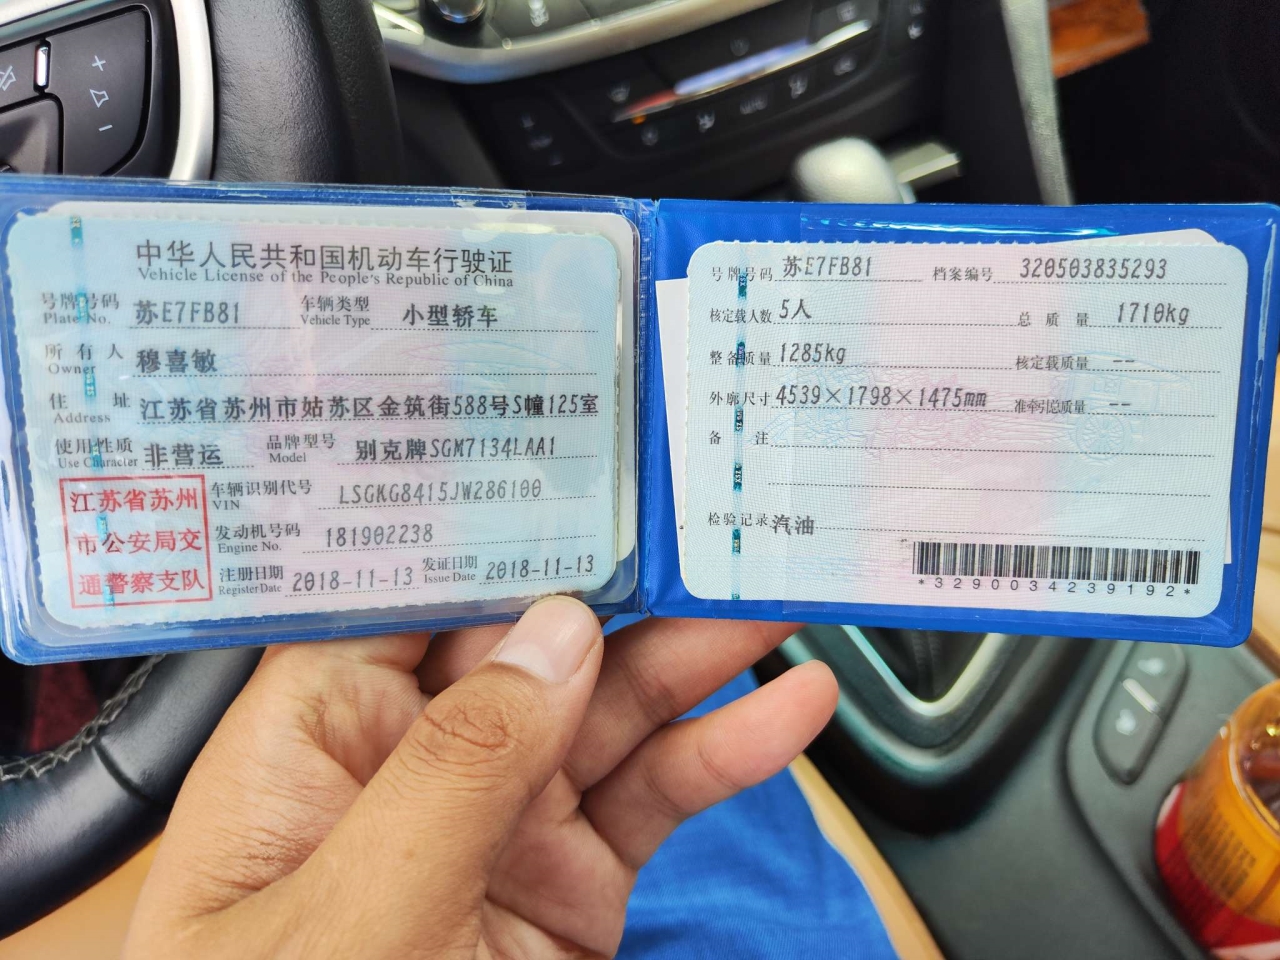 中华人民共和国机动车行驶证
Vehicle License of the People's Republic of China
号牌号码 苏E7FB81 车辆类型 小型轿车
Plate No. Vehicle Type
所有人 穆喜敏
Owner
住址 江苏省苏州市姑苏区金筑街588号S幢125室
Address
使用性质 非营运 品牌型号 别克牌SGM7134LAA1
Use Character Model
江苏省苏州
市公安局交
通警察支队
车辆识别代号 LSGKG8415JW286100
VIN
发动机号码 181902238
Engine No.
注册日期 2018-11-13 发证日期 2018-11-13
Register Date Issue Date
号牌号码 苏E7FB81 档案编号 320503835293
核定载人数 5人 总质量 1710kg
整备质量 1285kg 核定载质量 --
外廓尺寸 4539×1798×1475mm 准牵引总质量 --
备注
检验记录 汽油
*3290034239192*